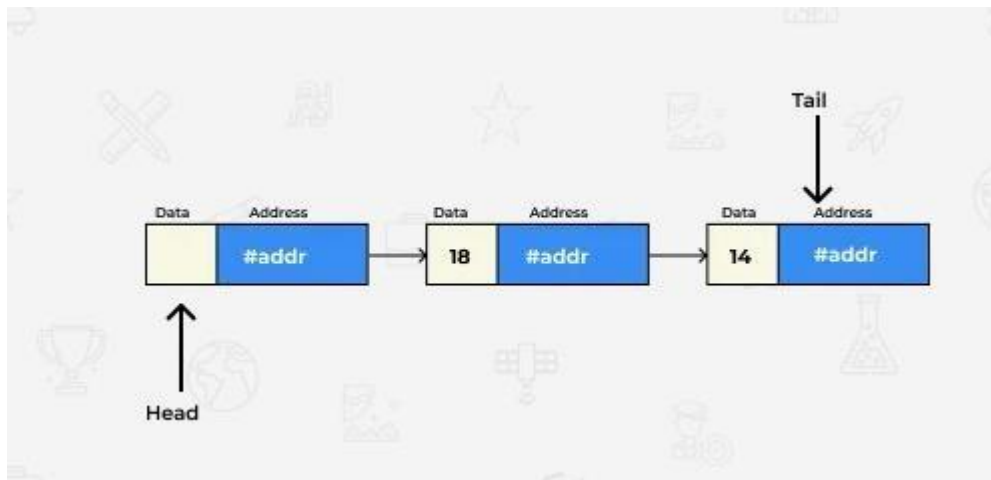 Tail
Data Address Data Address Data Address
#addr 18 #addr 14 #addr
Head